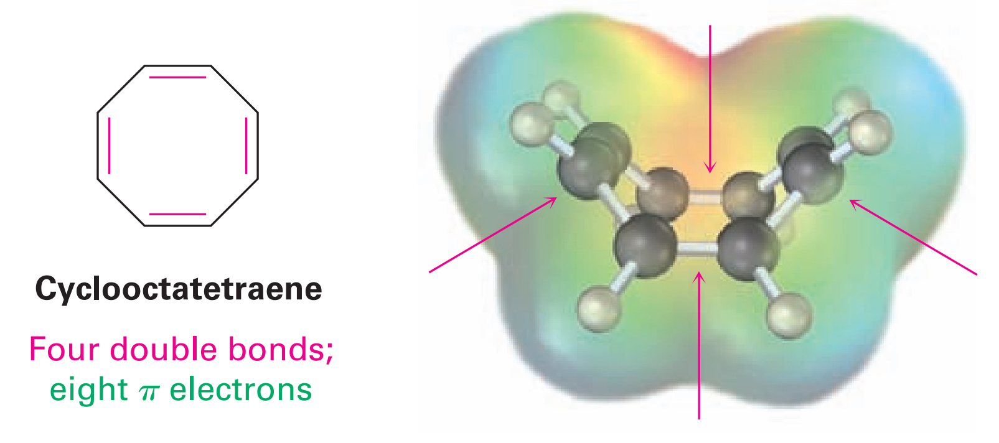 Cyclooctatetraene
Four double bonds;
eight π electrons